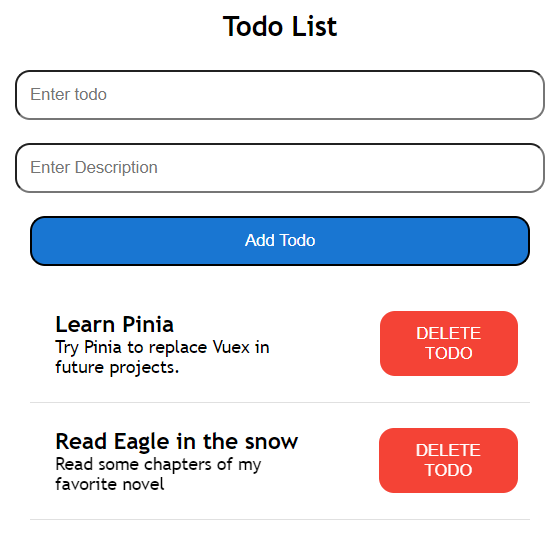 Todo List
Enter todo
Enter Description
Add Todo
Learn Pinia
Try Pinia to replace Vuex in
future projects.
DELETE
TODO
Read Eagle in the snow
Read some chapters of my
favorite novel
DELETE
TODO